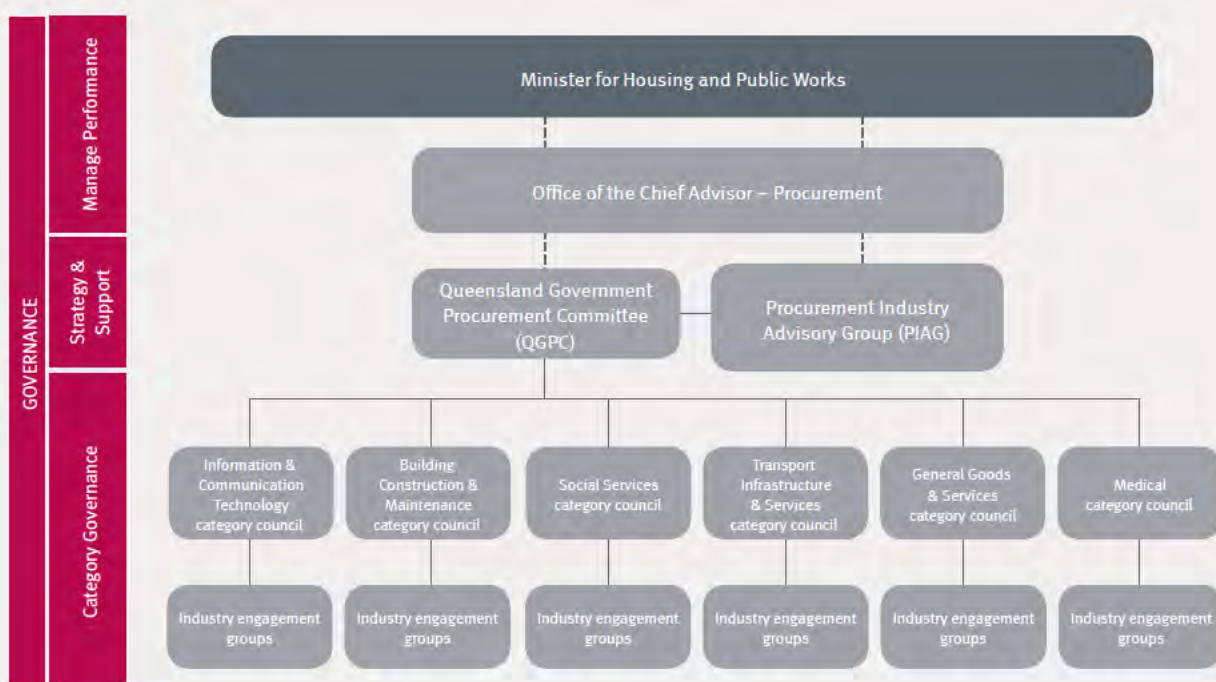 GOVERNANCE
Manage Performance
Minister for Housing and Public Works
Office of the Chief Advisor – Procurement
Strategy &
Support
Queensland Government
Procurement Committee
(QGPC)
Procurement Industry
Advisory Group (PIAG)
Category Governance
Information &
Communication
Technology
category council
Building
Construction &
Maintenance
category council
Social Services
category council
Transport
Infrastructure
& Services
category council
General Goods
& Services
category council
Medical
category council
Industry engagement
groups
Industry engagement
groups
Industry engagement
groups
Industry engagement
groups
Industry engagement
groups
Industry engagement
groups